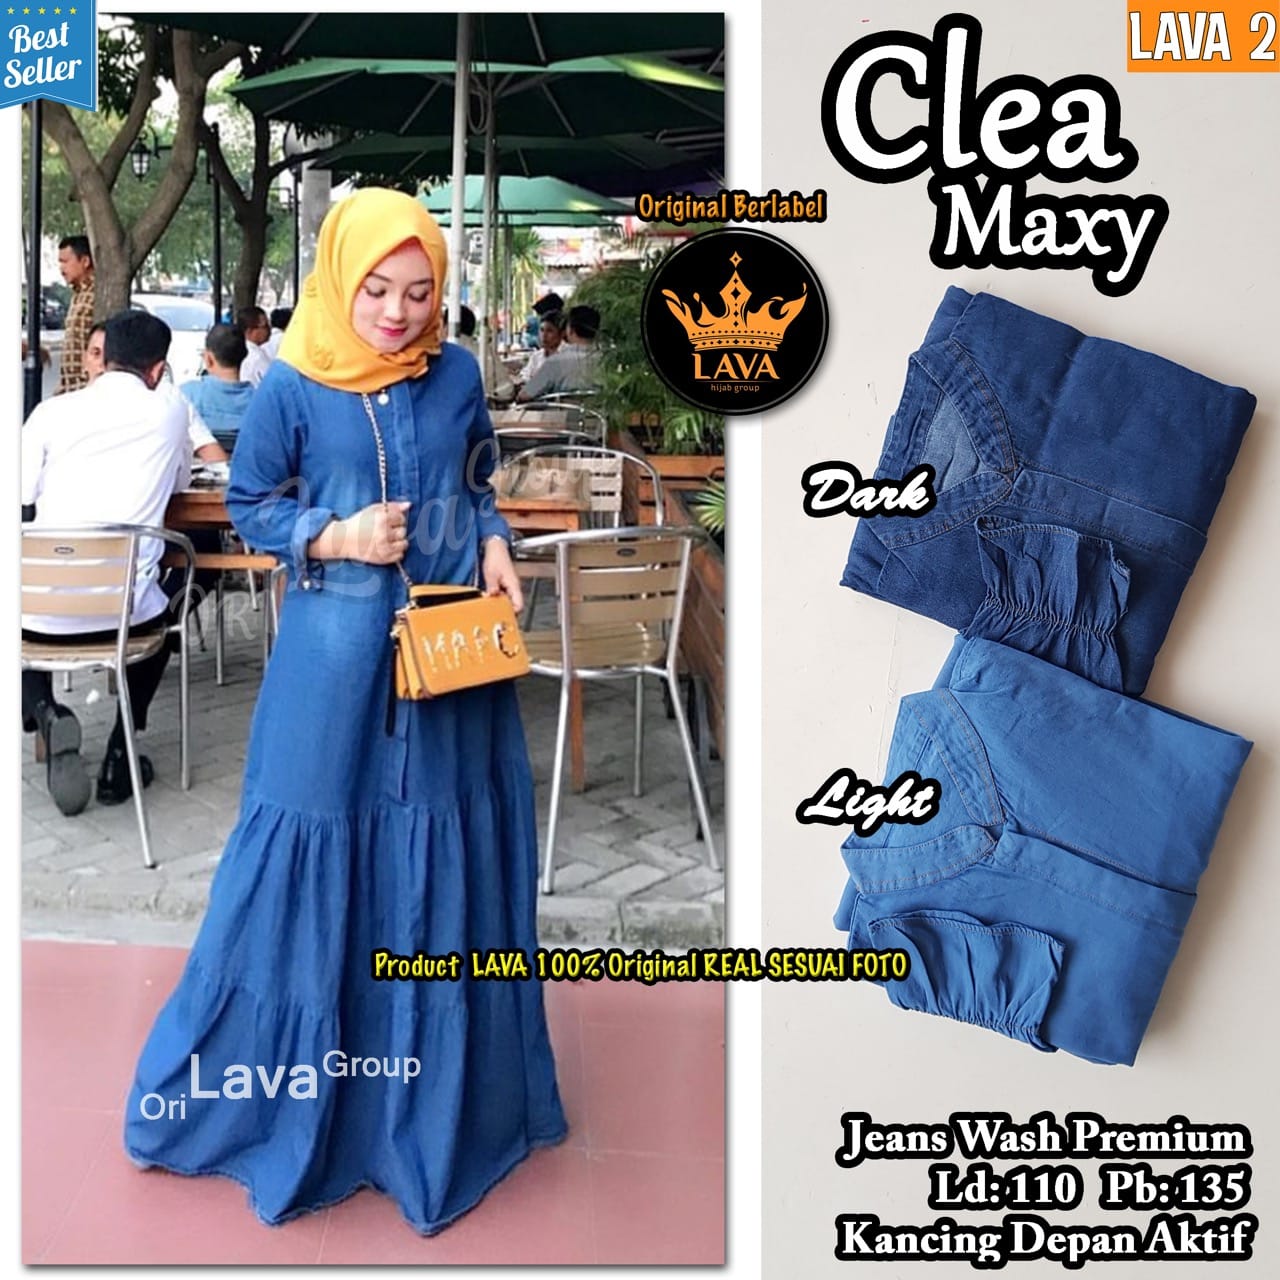 Best
Seller
LAVA 2
Clea
Maxy
Original Berlabel
LAVA
hijab group
Dark
Light
Product LAVA 100% Original REAL SESUAI FOTO
Ori Lava Group
Jeans Wash Premium
Ld: 110 Pb: 135
Kancing Depan Aktif